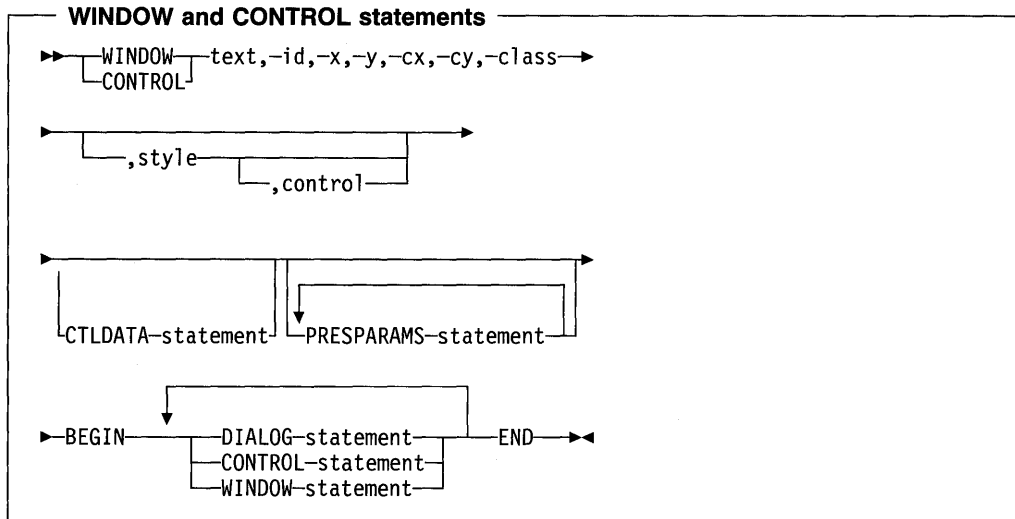 WINDOW and CONTROL statements
WINDOW text,-id,-x,-y,-cx,-cy,-class
CONTROL
,style
,control
CTLDATA-statement PRESPARAMS-statement
BEGIN DIALOG-statement END
CONTROL-statement
WINDOW-statement